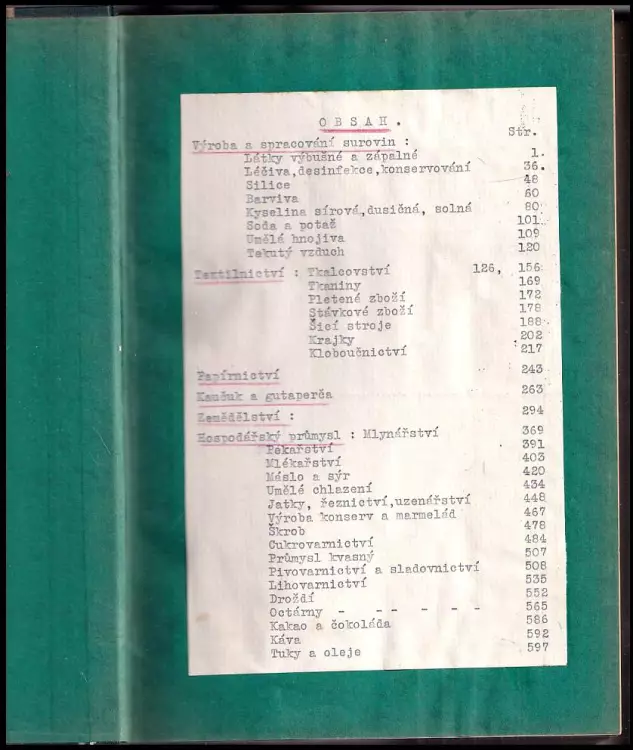 OBSAH.
Str.
Výroba a spracování surovin :
Látky výbušné a zápalné 1.
Léčiva,desinfekce,konservování 36.
Silice 48
Barviva 60
Kyselina sírová,dusičná, solná 80
Soda a potaš 101
Umělá hnojiva 109
Tekutý vzduch 120
Textilnictví : Tkalcovství 126, 156
Tkaniny 169
Pletené zboží 172
Stávkové zboží 178
Šicí stroje 188
Krajky 202
Kloboučnictví 217
Papírnictví 243
Kaučuk a gutaperča 263
Zemědělství : 294
Hospodářský průmysl : Mlynářství 369
Pekařství 391
Mlékařství 403
Máslo a sýr 420
Umělé chlazení 434
Jatky, řeznictví,uzenářství 448
Výroba konserv a marmelád 467
Škrob 478
Cukrovarnictví 484
Průmysl kvasný 507
Pivovarnictví a sladovnictví 508
Lihovarnictví 535
Droždí 552
Octárny - - - - - - 565
Kakao a čokoláda 586
Káva 592
Tuky a oleje 597